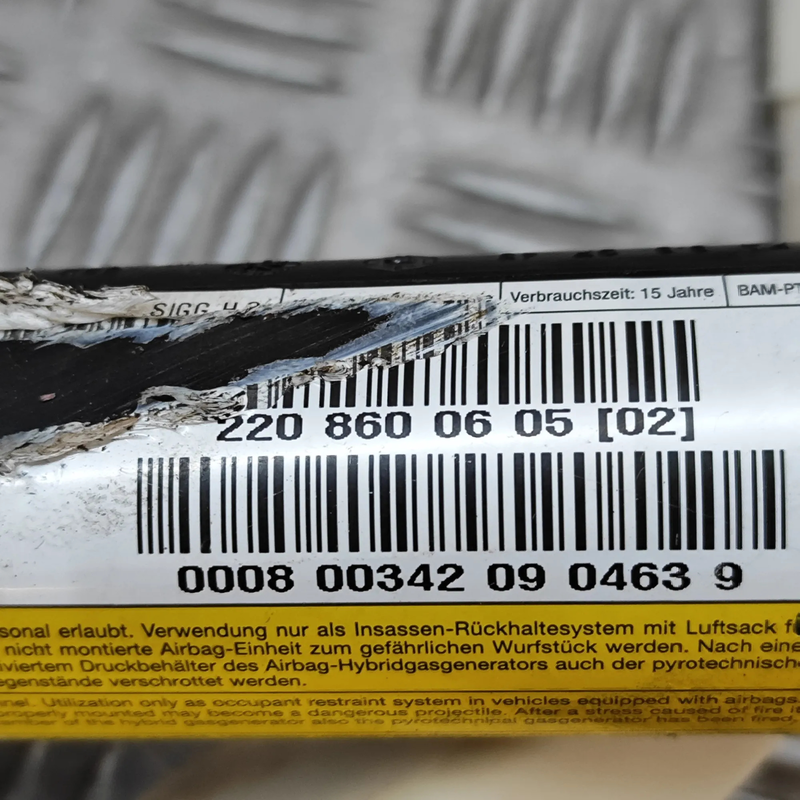 SIGG H
Verbrauchszeit: 15 Jahre
BAM-PT
220 860 06 05 [02]
0008 00342 09 0463 9
sonal erlaubt. Verwendung nur als Insassen-Rückhaltesystem mit Luftsack f
nicht montierte Airbag-Einheit zum gefährlichen Wurfstück werden. Nach eine
iviertem Druckbehälter des Airbag-Hybridgasgenerators auch der pyrotechnische
egenstände verschrottet werden.
nel. Utilization only as occupant restraint system in vehicles equipped with airbags.
properly mounted may become a dangerous projectile. After a stress caused of fire it
of the hybrid gasgenerator also the pyrotechnical gasgenerator has been fired,